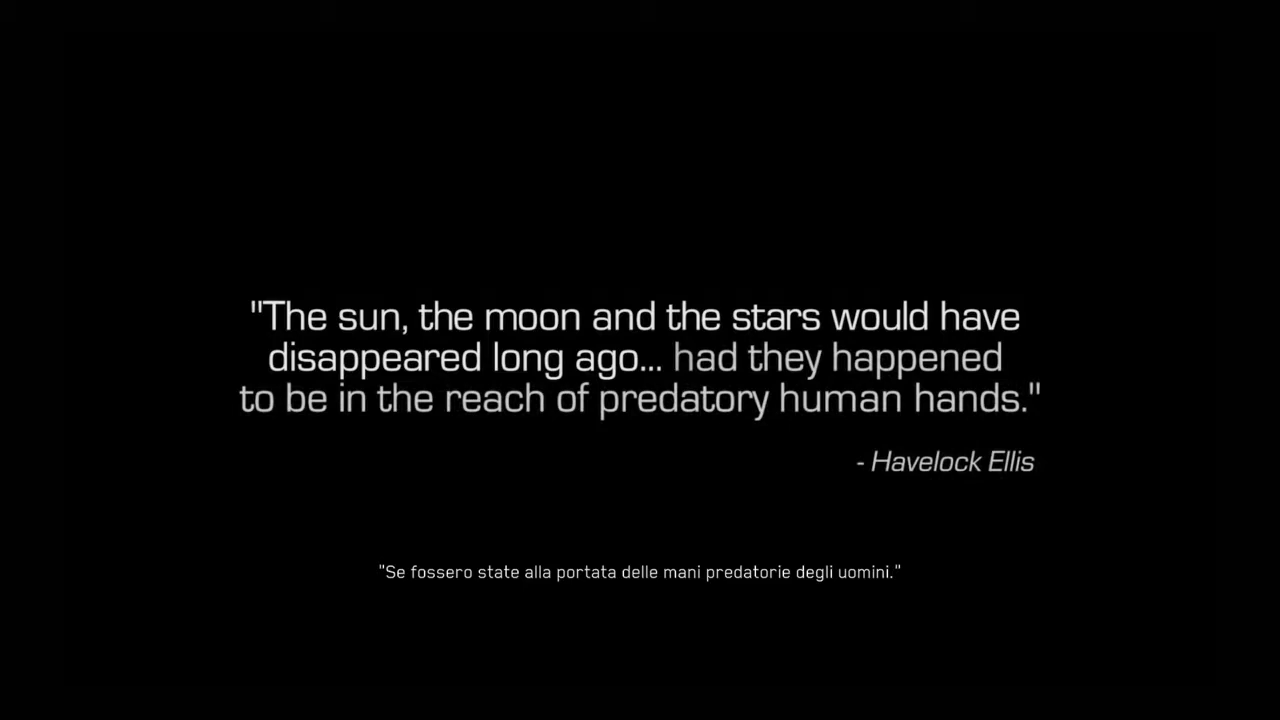 "The sun, the moon and the stars would have
disappeared long ago... had they happened
to be in the reach of predatory human hands."
- Havelock Ellis
"Se fossero state alla portata delle mani predatorie degli uomini."